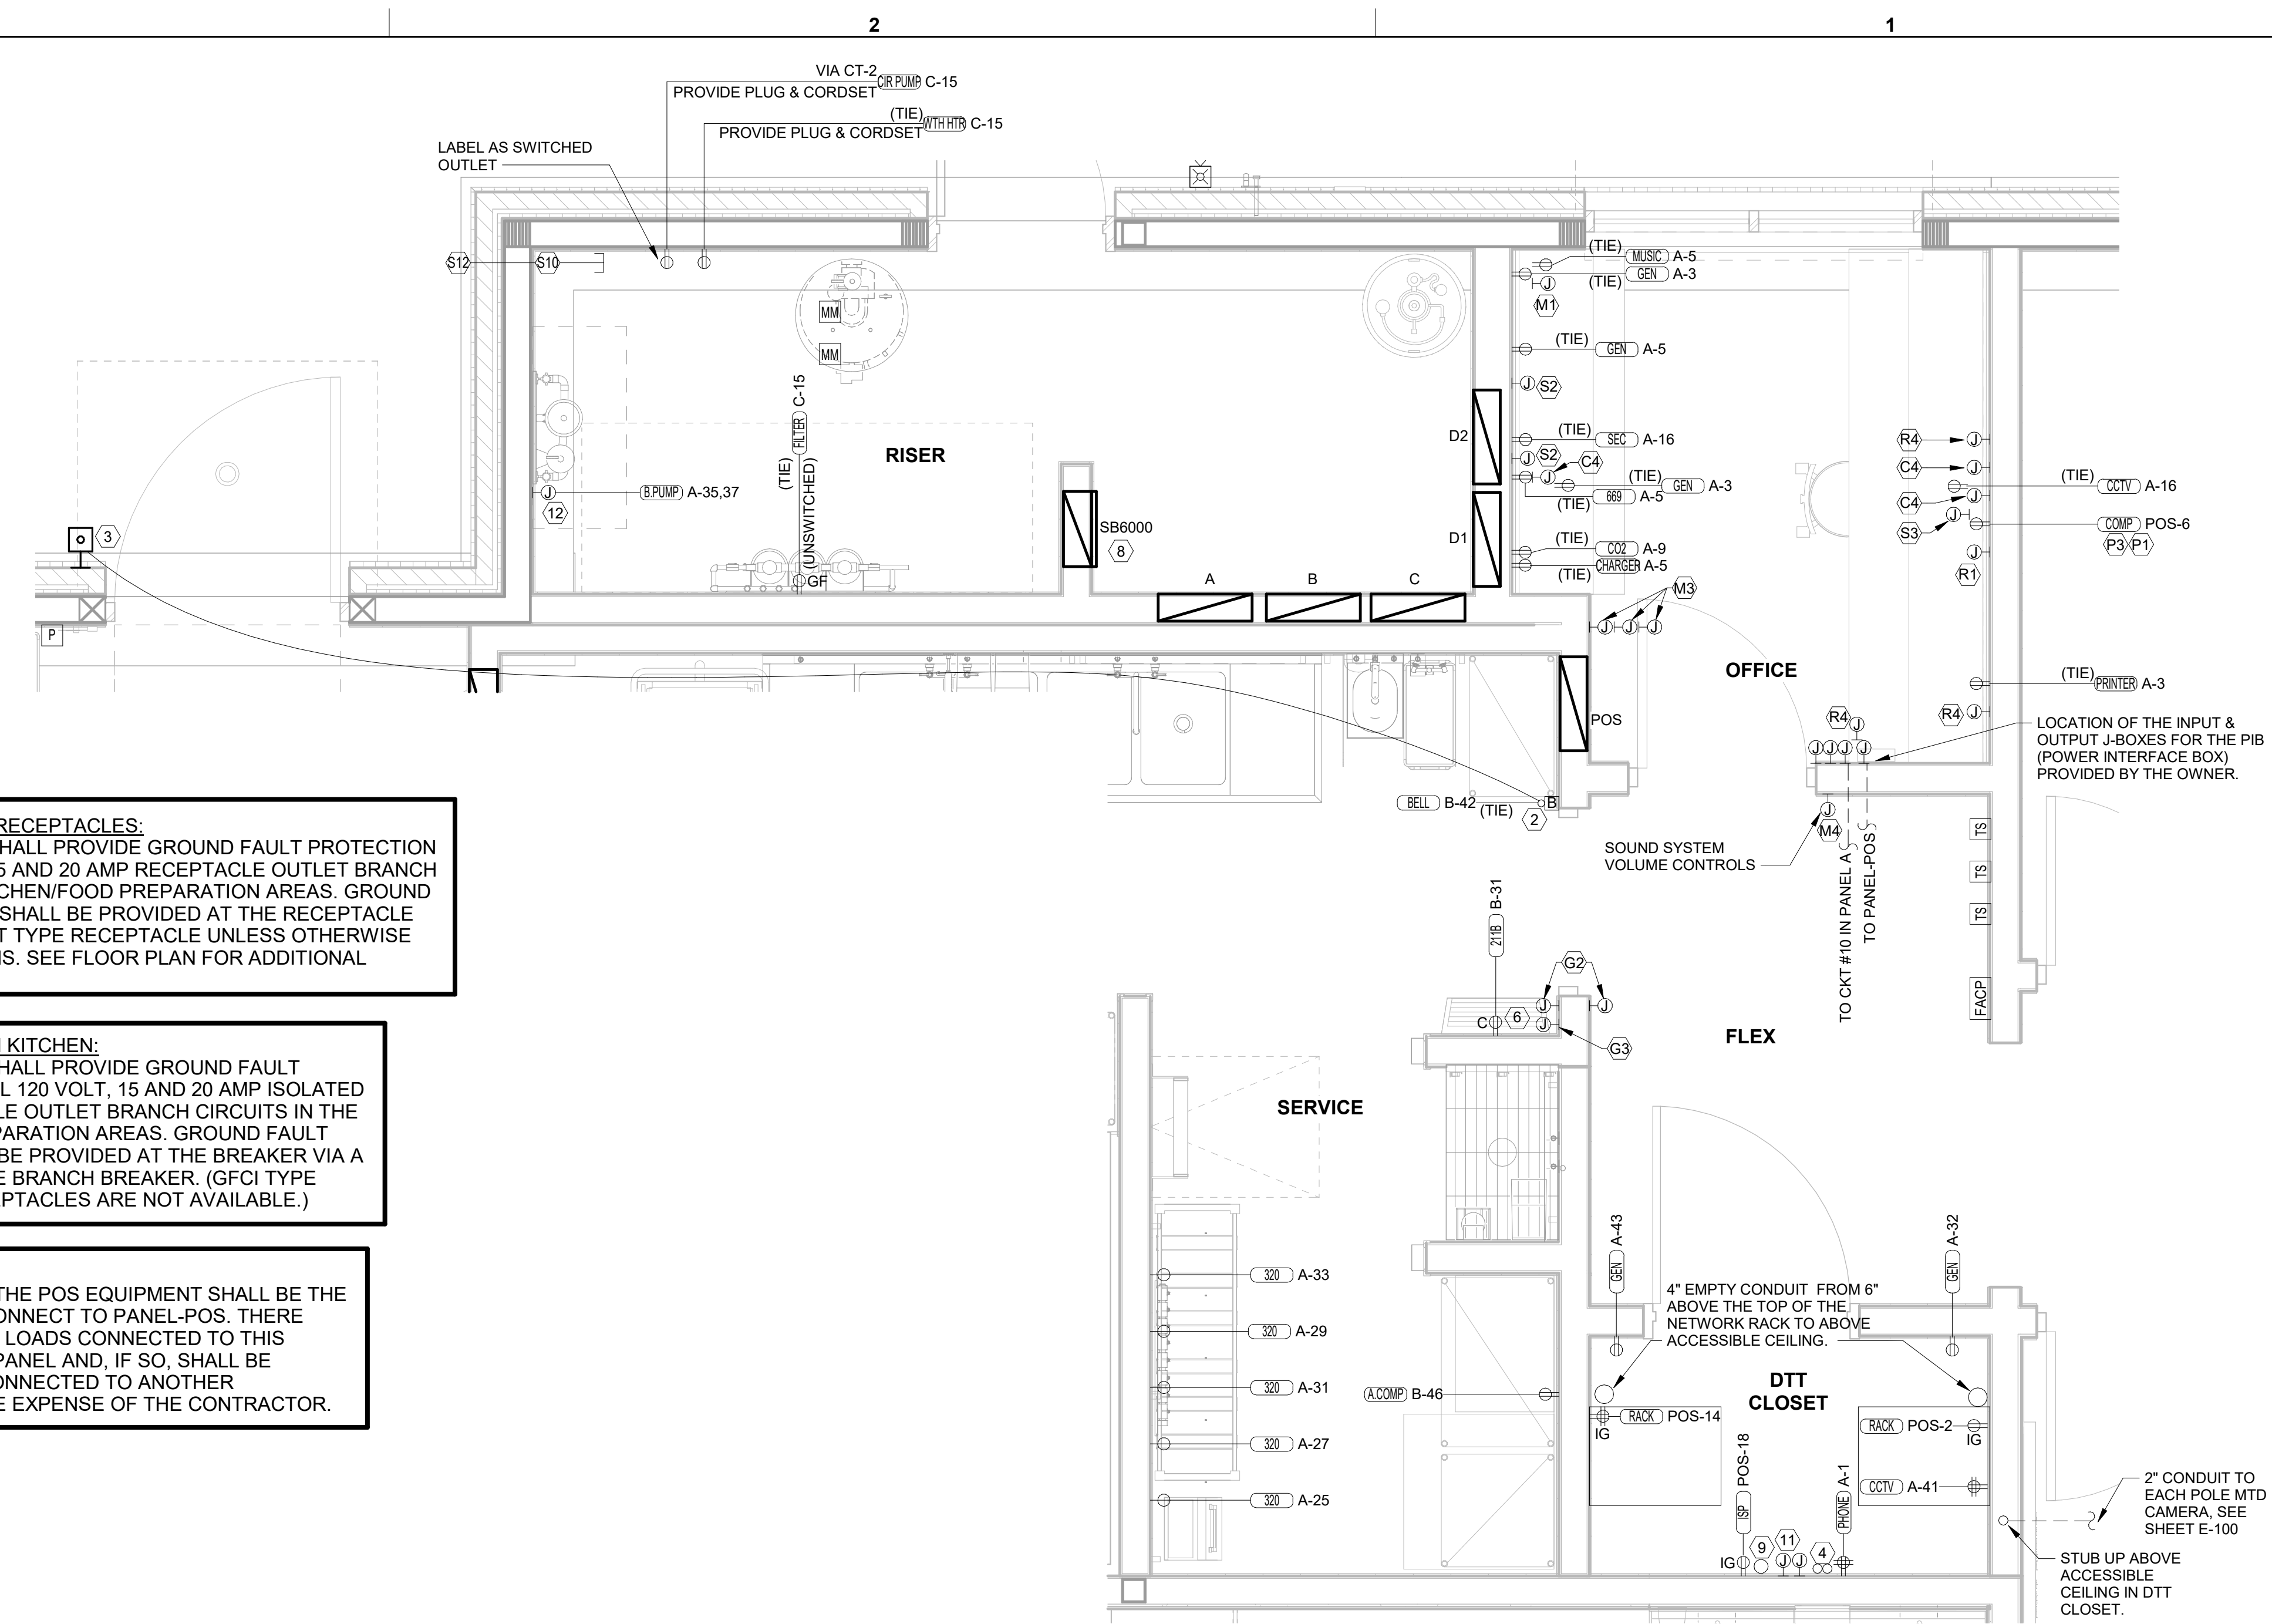 2
1
VIA CT-2
CIR PUMP C-15
PROVIDE PLUG & CORDSET
(TIE)
WTH HTR C-15
PROVIDE PLUG & CORDSET
LABEL AS SWITCHED
OUTLET
S12
S10
MM
MM
(TIE)
FILTER C-15
(UNSWITCHED)
GF
RISER
B.PUMP A-35,37
12
3
P
SB6000
8
A
B
C
D2
D1
(TIE)
MUSIC A-5
GEN A-3
(TIE)
J
M1
(TIE)
GEN A-5
J S2
(TIE)
SEC A-16
J S2
J C4
(TIE)
GEN A-3
669 A-5
(TIE)
(TIE)
CO2 A-9
CHARGER A-5
(TIE)
M3
J J J
OFFICE
R4 J
C4 J
C4 J
S3 J
J
R1
(TIE)
CCTV A-16
COMP POS-6
P3 P1
(TIE)
PRINTER A-3
R4 J
R4 J
J J J J
LOCATION OF THE INPUT &
OUTPUT J-BOXES FOR THE PIB
(POWER INTERFACE BOX)
PROVIDED BY THE OWNER.
POS
BELL B-42
(TIE)
B
2
J
M4
SOUND SYSTEM
VOLUME CONTROLS
TO CKT #10 IN PANEL A
TO PANEL-POS
TS
TS
TS
FACP
RECEPTACLES:
HALL PROVIDE GROUND FAULT PROTECTION
5 AND 20 AMP RECEPTACLE OUTLET BRANCH
CHEN/FOOD PREPARATION AREAS. GROUND
SHALL BE PROVIDED AT THE RECEPTACLE
T TYPE RECEPTACLE UNLESS OTHERWISE
NS. SEE FLOOR PLAN FOR ADDITIONAL
KITCHEN:
HALL PROVIDE GROUND FAULT
L 120 VOLT, 15 AND 20 AMP ISOLATED
LE OUTLET BRANCH CIRCUITS IN THE
PARATION AREAS. GROUND FAULT
BE PROVIDED AT THE BREAKER VIA A
E BRANCH BREAKER. (GFCI TYPE
EPTACLES ARE NOT AVAILABLE.)
THE POS EQUIPMENT SHALL BE THE
ONNECT TO PANEL-POS. THERE
LOADS CONNECTED TO THIS
PANEL AND, IF SO, SHALL BE
ONNECTED TO ANOTHER
E EXPENSE OF THE CONTRACTOR.
211B B-31
C
6
G2
J
J
J
G3
FLEX
SERVICE
320 A-33
320 A-29
320 A-31
320 A-27
320 A-25
A.COMP B-46
GEN A-43
GEN A-32
4" EMPTY CONDUIT FROM 6"
ABOVE THE TOP OF THE
NETWORK RACK TO ABOVE
ACCESSIBLE CEILING.
DTT
CLOSET
RACK POS-14
IG
RACK POS-2
IG
CCTV A-41
ISP POS-18
IG
9
11
J J
4
PHONE A-1
2" CONDUIT TO
EACH POLE MTD
CAMERA, SEE
SHEET E-100
STUB UP ABOVE
ACCESSIBLE
CEILING IN DTT
CLOSET.